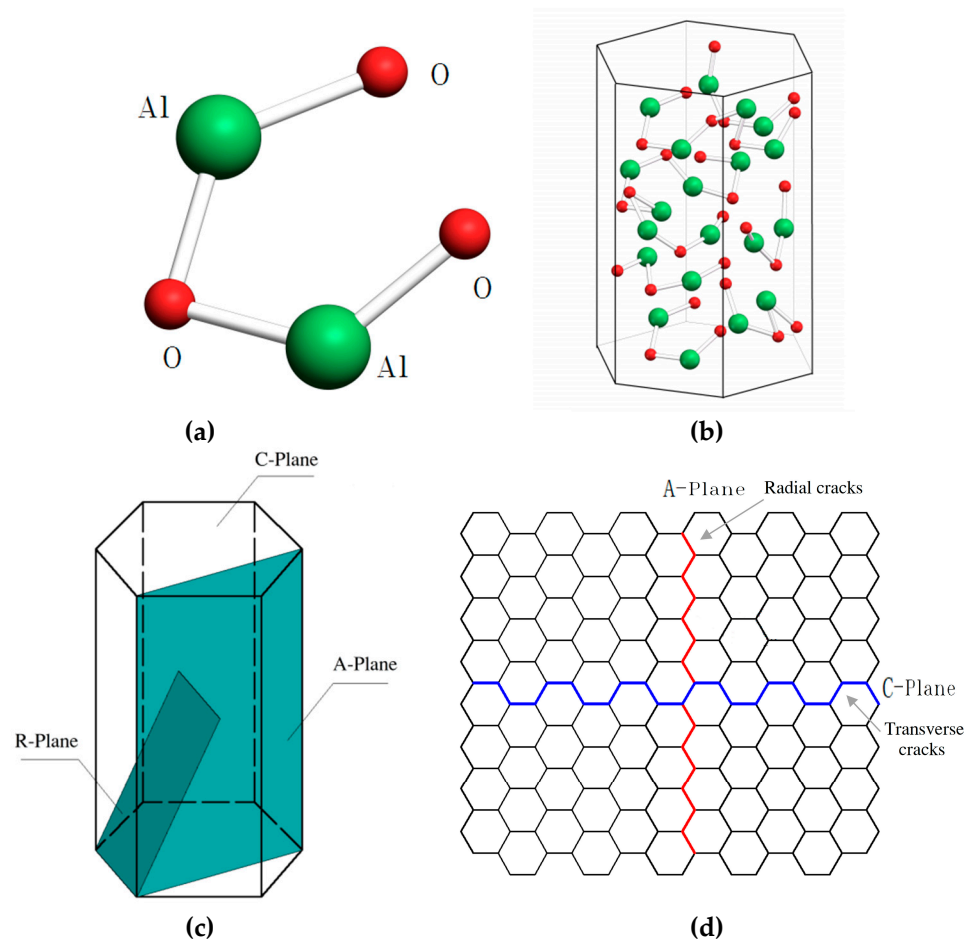 Al
O
O
O
Al
(a)
(b)
C-Plane
A-Plane
R-Plane
(c)
A-Plane
Radial cracks
C-Plane
Transverse
cracks
(d)